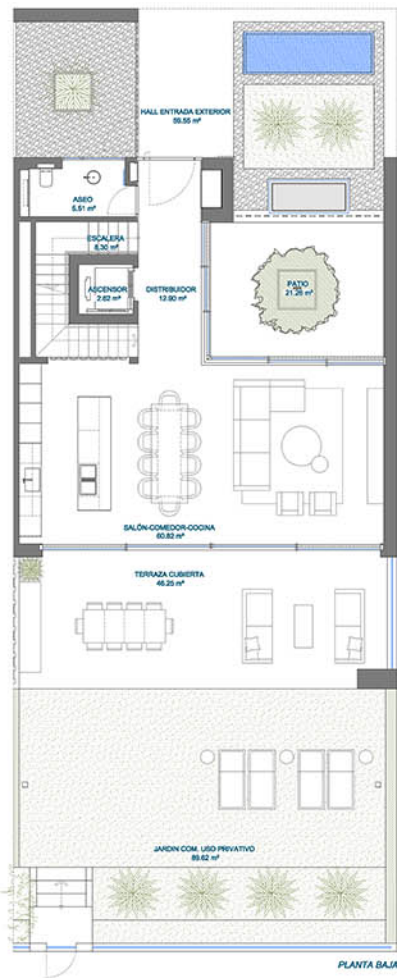 HALL ENTRADA EXTERIOR
59.55 m²
ASEO
5.51 m²
ESCALERA
8.30 m²
ASCENSOR
2.62 m²
DISTRIBUIDOR
12.90 m²
PATIO
21.26 m²
SALÓN-COMEDOR-COCINA
60.82 m²
TERRAZA CUBIERTA
46.25 m²
JARDIN COM. USO PRIVATIVO
89.62 m²
PLANTA BAJA